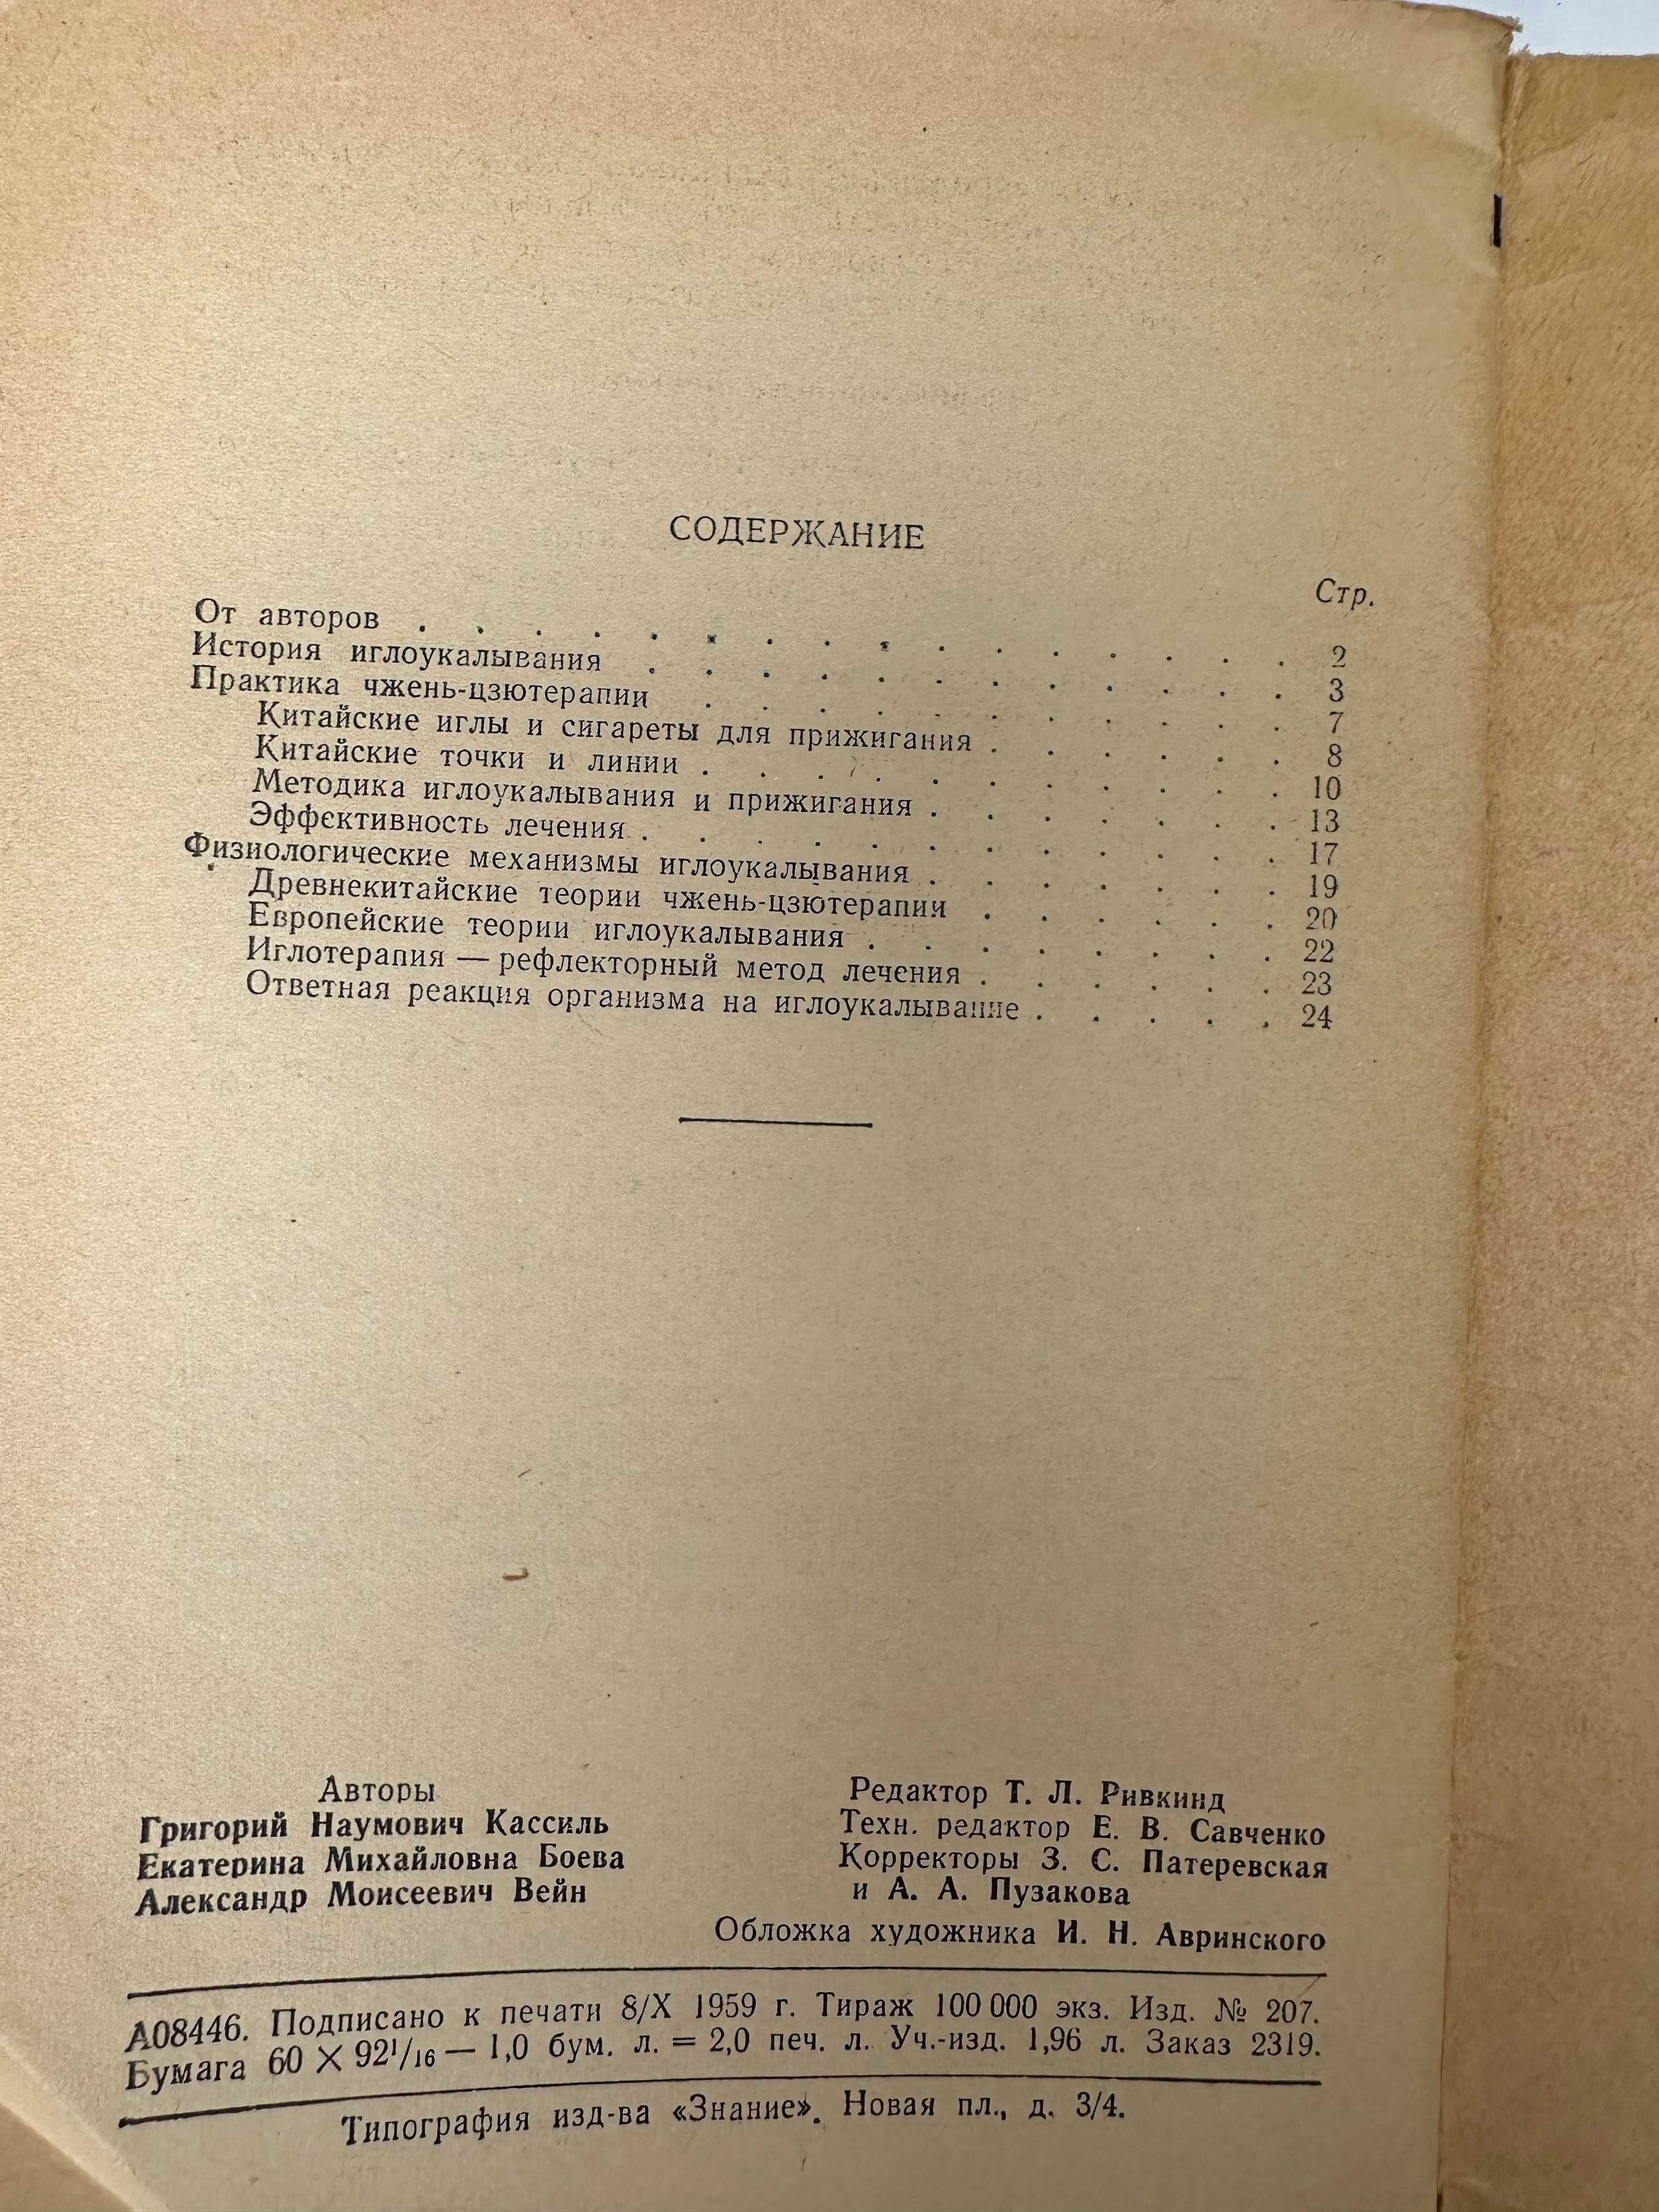 СОДЕРЖАНИЕ
Стр.
От авторов . . . . . . . . . . . . . . . . 2
История иглоукалывания . . . . . . . . . . . . 3
Практика чжень-цзютерапии . . . . . . . . . . . 7
Китайские иглы и сигареты для прижигания . . . . . . 8
Китайские точки и линии . . . . . . . . . . . 10
Методика иглоукалывания и прижигания . . . . . . . 13
Эффективность лечения . . . . . . . . . . . . 17
Физиологические механизмы иглоукалывания . . . . . . . 19
Древнекитайские теории чжень-цзютерапии . . . . . . 20
Европейские теории иглоукалывания . . . . . . . . 22
Иглотерапия — рефлекторный метод лечения . . . . . . 23
Ответная реакция организма на иглоукалывание . . . . . 24
Авторы
Григорий Наумович Кассиль
Екатерина Михайловна Боева
Александр Моисеевич Вейн
Редактор Т. Л. Ривкинд
Техн. редактор Е. В. Савченко
Корректоры З. С. Патеревская
и А. А. Пузакова
Обложка художника И. Н. Авринского
А08446. Подписано к печати 8/X 1959 г. Тираж 100 000 экз. Изд. № 207.
Бумага 60 × 92 1/16 — 1,0 бум. л. = 2,0 печ. л. Уч.-изд. 1,96 л. Заказ 2319.
Типография изд-ва «Знание». Новая пл., д. 3/4.